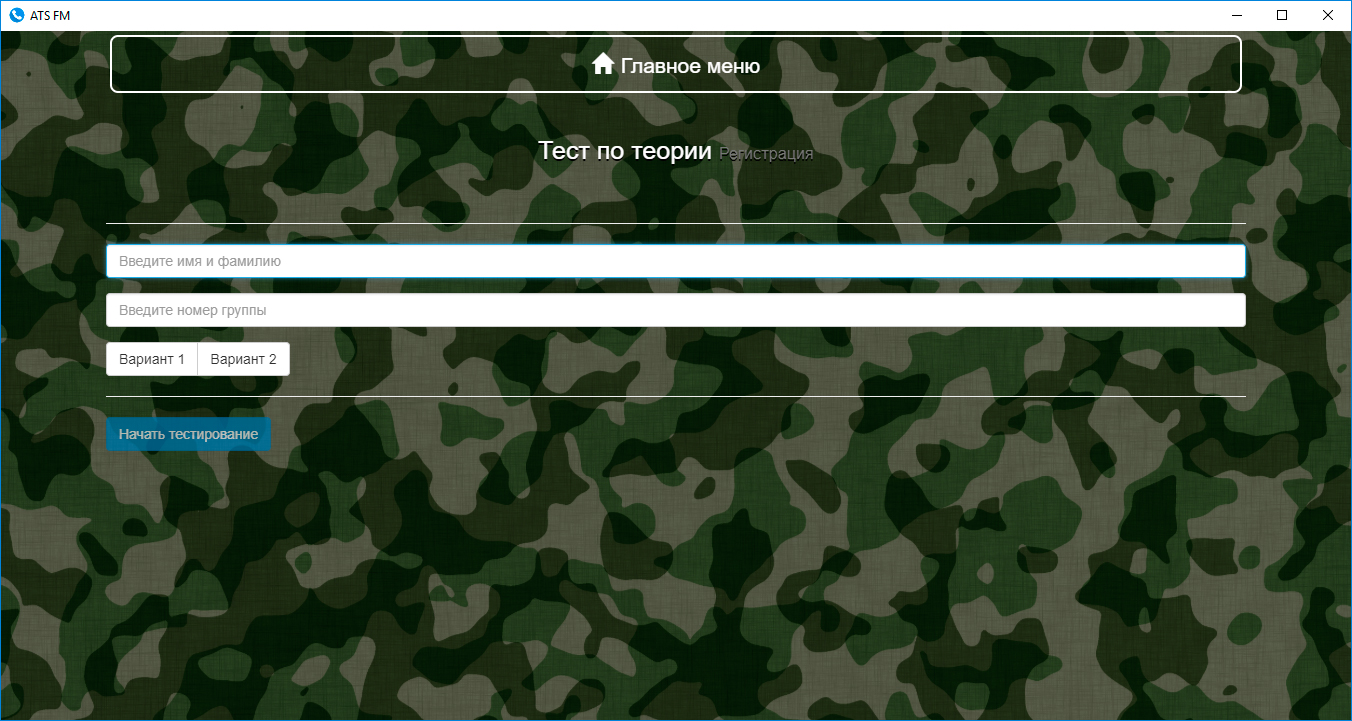 ATS FM
Главное меню
Тест по теории Регистрация
Введите имя и фамилию
Введите номер группы
Вариант 1 Вариант 2
Начать тестирование